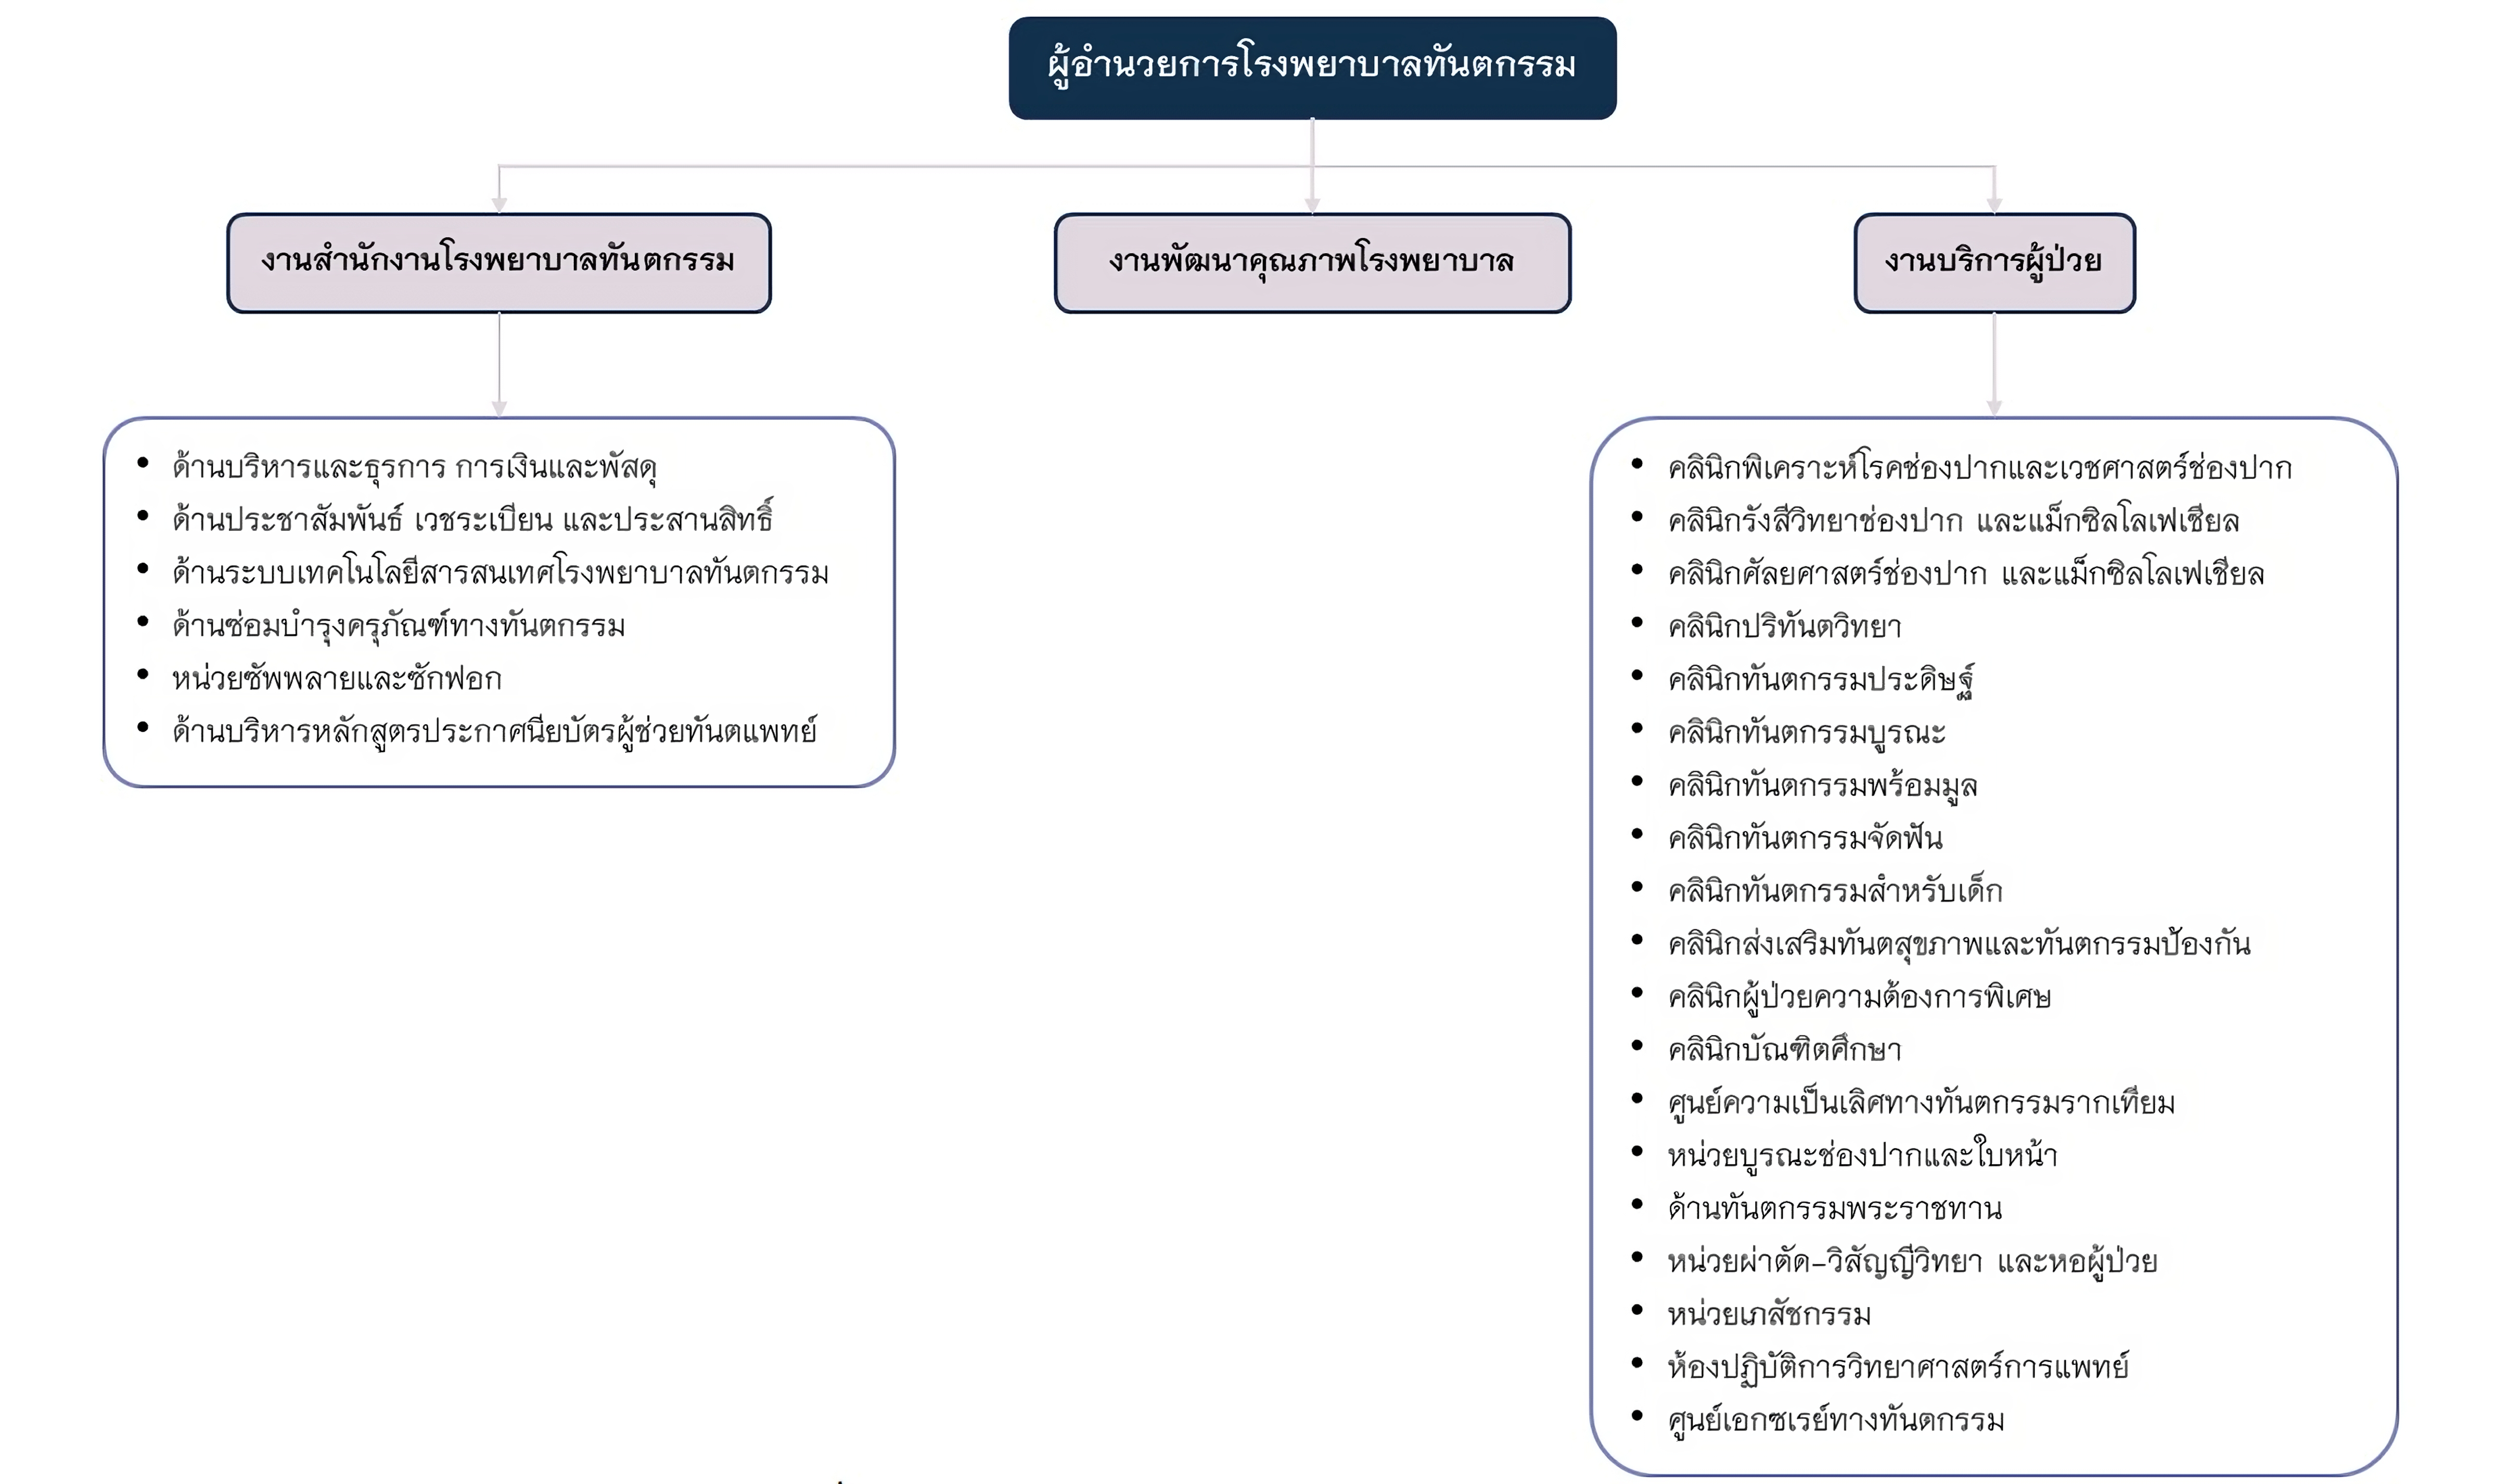 ผู้อำนวยการโรงพยาบาลทันตกรรม
งานสำนักงานโรงพยาบาลทันตกรรม
งานพัฒนาคุณภาพโรงพยาบาล
งานบริการผู้ป่วย
• ด้านบริหารและธุรการ การเงินและพัสดุ
• ด้านประชาสัมพันธ์ เวชระเบียน และประสานสิทธิ์
• ด้านระบบเทคโนโลยีสารสนเทศโรงพยาบาลทันตกรรม
• ด้านซ่อมบำรุงครุภัณฑ์ทางทันตกรรม
• หน่วยซัพพลายและซักฟอก
• ด้านบริหารหลักสูตรประกาศนียบัตรผู้ช่วยทันตแพทย์
• คลินิกพิเคราะห์โรคช่องปากและเวชศาสตร์ช่องปาก
• คลินิกรังสีวิทยาช่องปาก และแม็กซิลโลเฟเชียล
• คลินิกศัลยศาสตร์ช่องปาก และแม็กซิลโลเฟเชียล
• คลินิกปริทันตวิทยา
• คลินิกทันตกรรมประดิษฐ์
• คลินิกทันตกรรมบูรณะ
• คลินิกทันตกรรมพร้อมมูล
• คลินิกทันตกรรมจัดฟัน
• คลินิกทันตกรรมสำหรับเด็ก
• คลินิกส่งเสริมทันตสุขภาพและทันตกรรมป้องกัน
• คลินิกผู้ป่วยความต้องการพิเศษ
• คลินิกบัณฑิตศึกษา
• ศูนย์ความเป็นเลิศทางทันตกรรมรากเทียม
• หน่วยบูรณะช่องปากและใบหน้า
• ด้านทันตกรรมพระราชทาน
• หน่วยผ่าตัด-วิสัญญีวิทยา และหอผู้ป่วย
• หน่วยเภสัชกรรม
• ห้องปฏิบัติการวิทยาศาสตร์การแพทย์
• ศูนย์เอกซเรย์ทางทันตกรรม